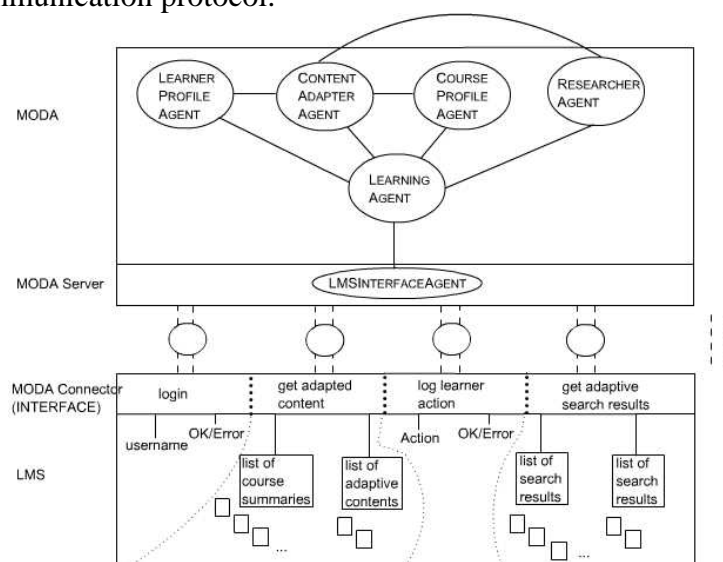 munication protocol.
LEARNER
PROFILE
AGENT
CONTENT
ADAPTER
AGENT
COURSE
PROFILE
AGENT
RESEARCHER
AGENT
MODA
LEARNING
AGENT
MODA Server
LMSINTERFACEAGENT
MODA Connector
(INTERFACE)
login
get adapted
content
log learner
action
get adaptive
search results
username
OK/Error
Action
OK/Error
LMS
list of
course
summaries
list of
adaptive
contents
list of
search
results
list of
search
results
...
...